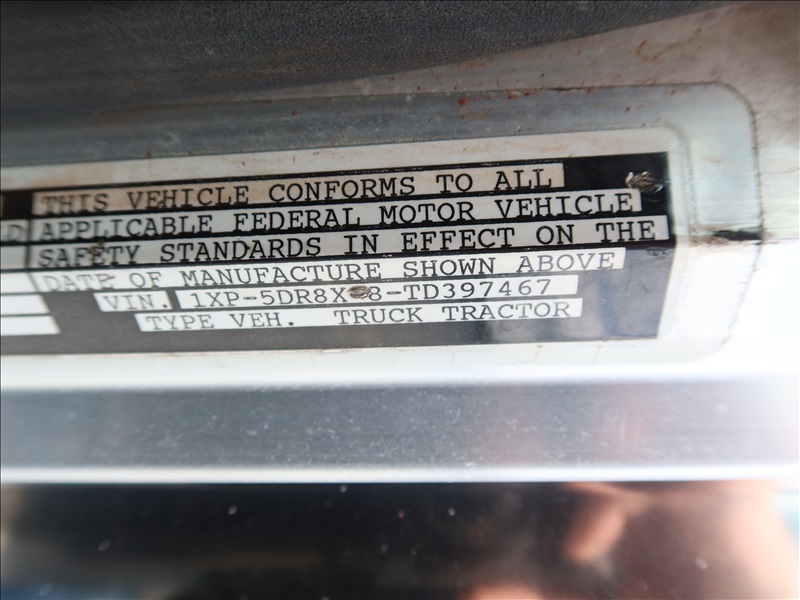 THIS VEHICLE CONFORMS TO ALL
D APPLICABLE FEDERAL MOTOR VEHICLE
SAFETY STANDARDS IN EFFECT ON THE
DATE OF MANUFACTURE SHOWN ABOVE
VIN. 1XP-5DR8X-8-TD397467
TYPE VEH. TRUCK TRACTOR